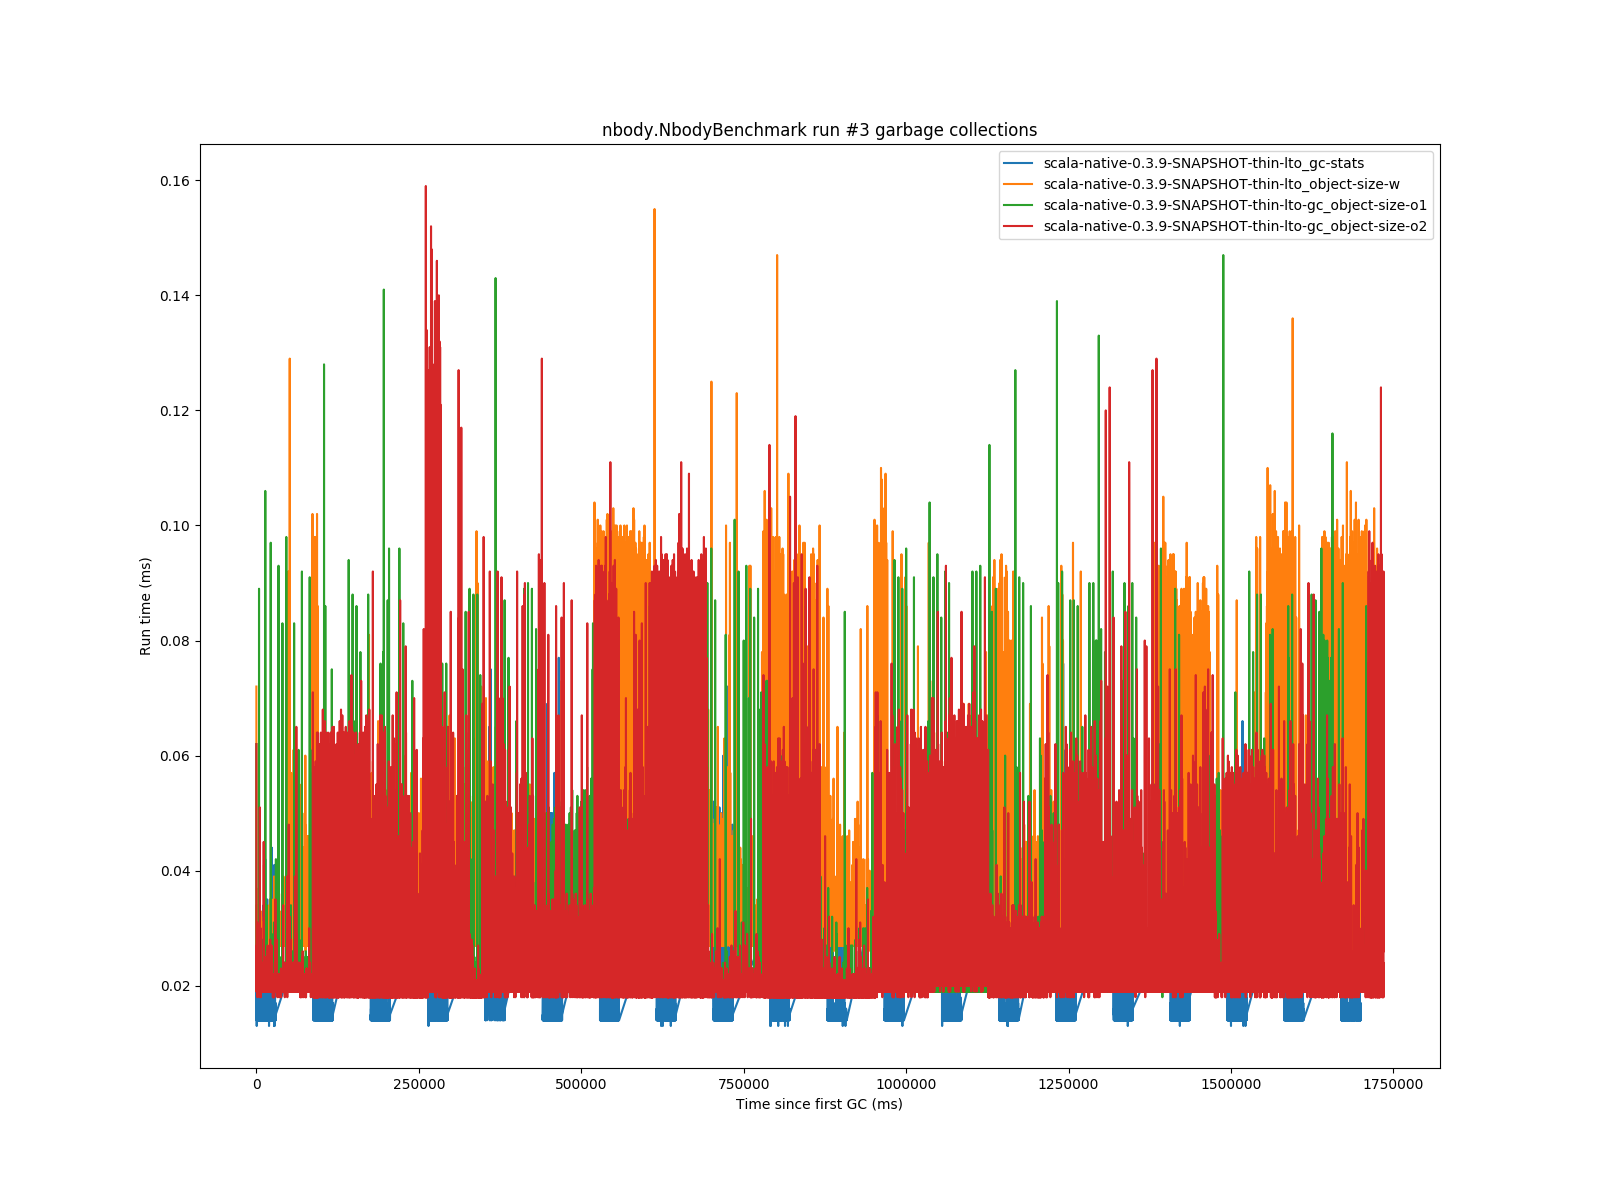 nbody.NbodyBenchmark run #3 garbage collections
scala-native-0.3.9-SNAPSHOT-thin-lto_gc-stats
scala-native-0.3.9-SNAPSHOT-thin-lto_object-size-w
scala-native-0.3.9-SNAPSHOT-thin-lto-gc_object-size-o1
scala-native-0.3.9-SNAPSHOT-thin-lto-gc_object-size-o2
0.16
0.14
0.12
0.10
0.08
0.06
0.04
0.02
Run time (ms)
0 250000 500000 750000 1000000 1250000 1500000 1750000
Time since first GC (ms)